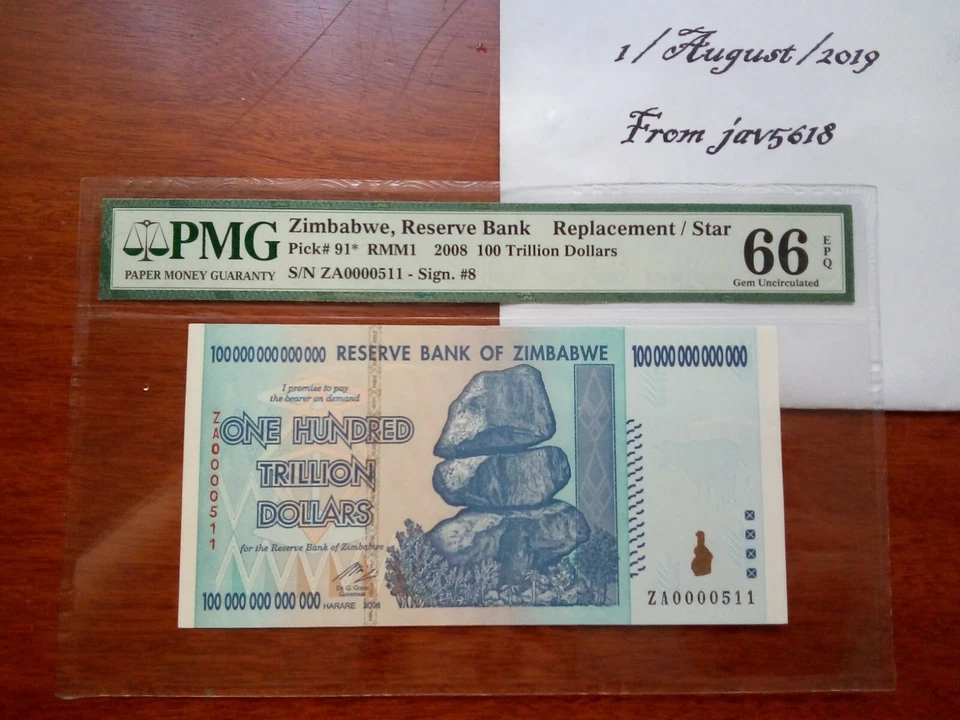 1/August/2019
From jav5618
PMG
PAPER MONEY GUARANTY
Zimbabwe, Reserve Bank Replacement / Star
Pick# 91* RMM1 2008 100 Trillion Dollars
S/N ZA0000511 - Sign. #8
66
EPQ
Gem Uncirculated
100 000 000 000 000 RESERVE BANK OF ZIMBABWE 100 000 000 000 000
I promise to pay
the bearer on demand
ZA0000511
ONE HUNDRED
TRILLION
DOLLARS
for the Reserve Bank of Zimbabwe
Dr. G. Gono
Governor
100 000 000 000 000 HARARE 2008
ZA0000511